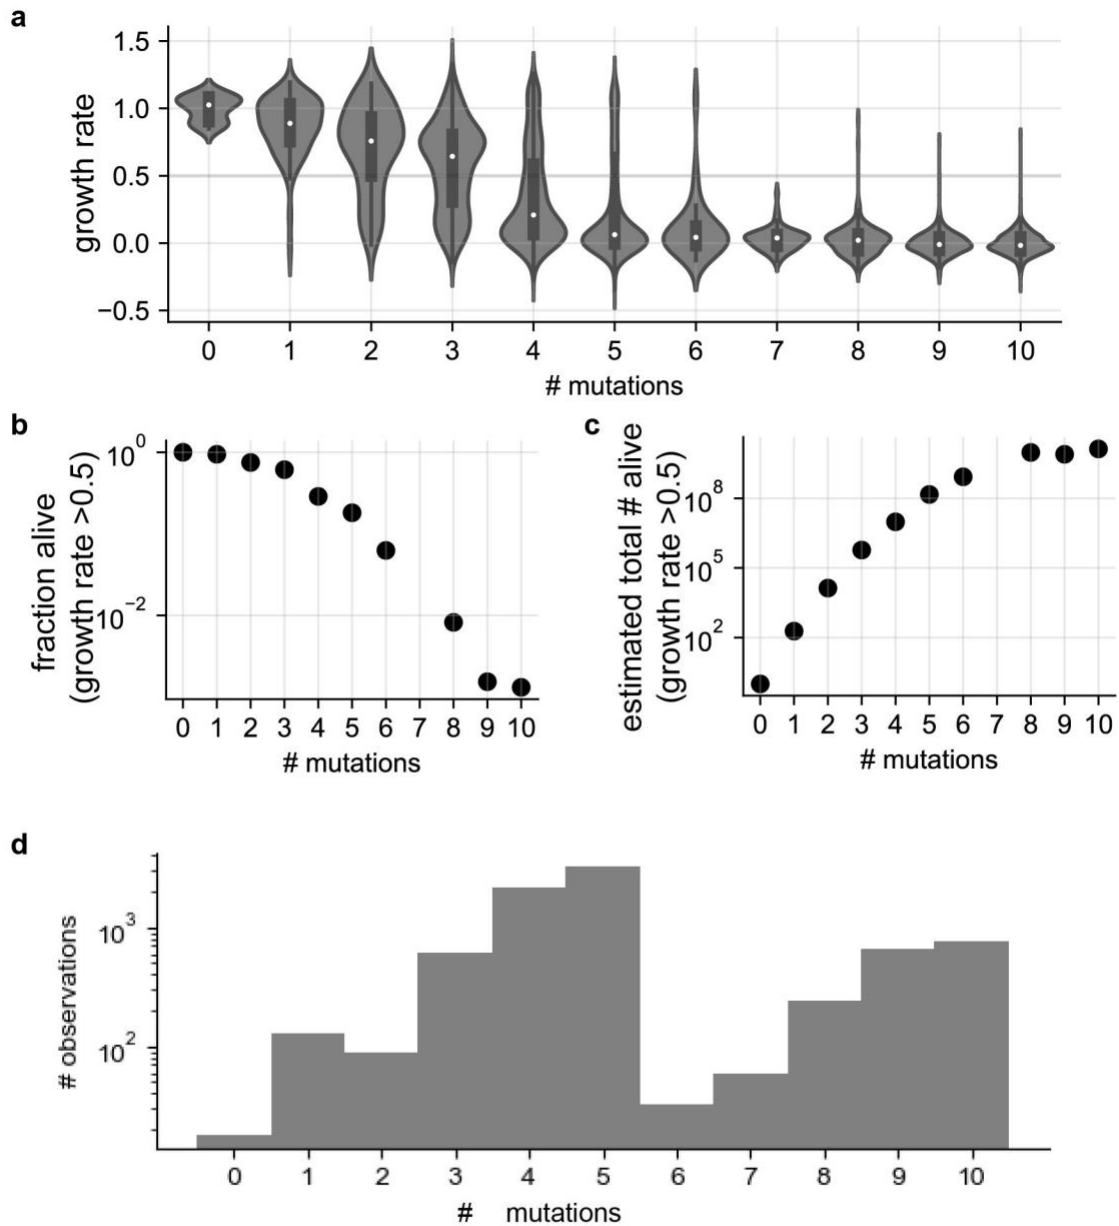 a
growth rate
1.5
1.0
0.5
0.0
−0.5
0 1 2 3 4 5 6 7 8 9 10
# mutations
b
fraction alive
(growth rate >0.5)
10^0
10^-2
0 1 2 3 4 5 6 7 8 9 10
# mutations
c
estimated total # alive
(growth rate >0.5)
10^8
10^5
10^2
0 1 2 3 4 5 6 7 8 9 10
# mutations
d
# observations
10^3
10^2
0 1 2 3 4 5 6 7 8 9 10
# mutations